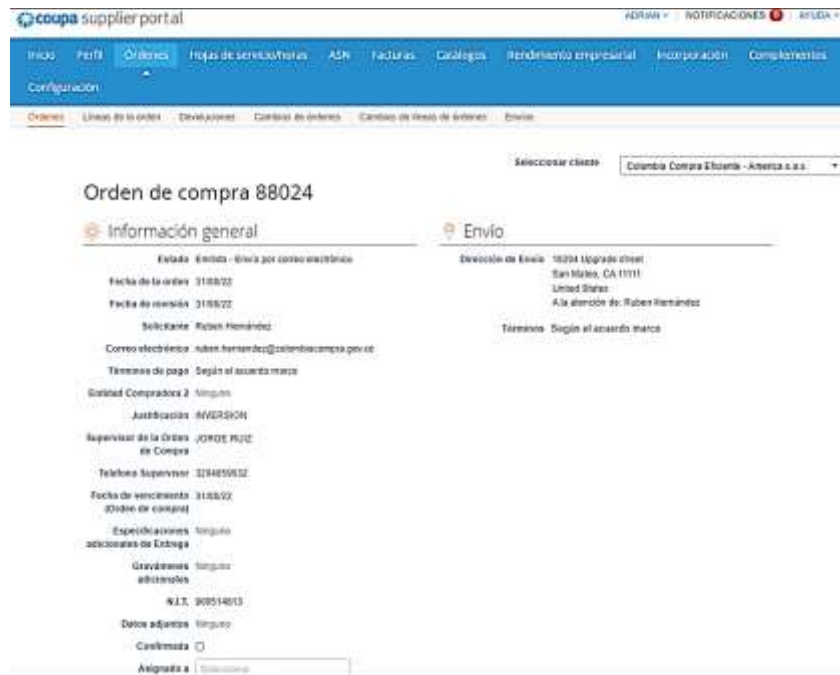 coupa supplier portal
ADRIAN NOTIFICACIONES AYUDA
Inicio Perfil Órdenes Hojas de servicio/horas ASN Facturas Catálogos Rendimiento empresarial Incorporación Complementos
Configuración
Órdenes Líneas de la orden Devoluciones Cambios de órdenes Cambios de líneas de órdenes Envíos
Seleccionar cliente Colombia Compra Eficiente - America s.a.s
Orden de compra 88024
Información general
Estado Emitida - Envía por correo electrónico
Fecha de la orden 31/08/22
Fecha de revisión 31/08/22
Solicitante Ruben Hernández
Correo electrónico ruben.hernandez@colombiacompra.gov.co
Términos de pago Según el acuerdo marco
Entidad Compradora 2 Ninguno
Justificación INVERSION
Supervisor de la Orden de Compra JORGE RUIZ
Teléfono Supervisor
Fecha de vencimiento (Orden de compra) 31/08/22
Especificaciones adicionales de Entrega Ninguno
Gravámenes adicionales Ninguno
N.I.T. 900514813
Datos adjuntos Ninguno
Confirmada
Asignado a
Envío
Dirección de Envío Upgrade street
San Mateo, CA 11111
United States
A la atención de: Ruben Hernández
Términos Según el acuerdo marco